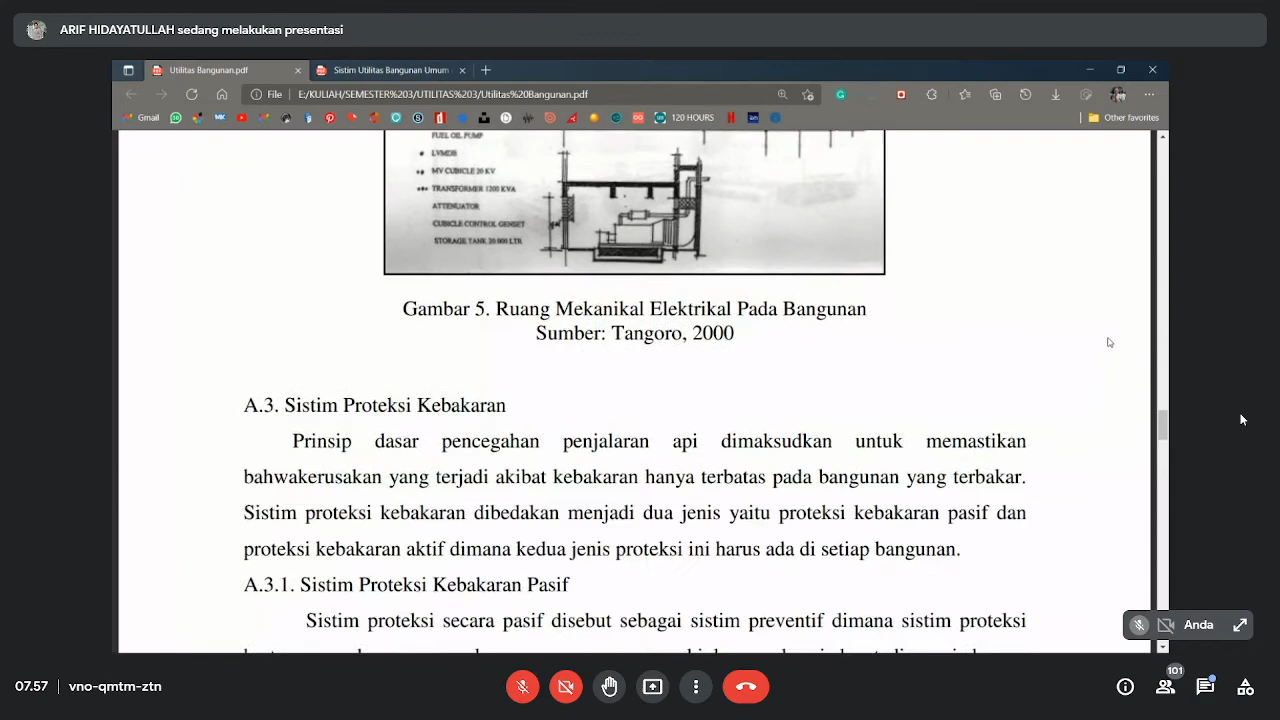 ARIF HIDAYATULLAH sedang melakukan presentasi
Utilitas Bangunan.pdf
Sistim Utilitas Bangunan Umum
File
E:/KULIAH/SEMESTER%203/UTILITAS%203/Utilitas%20Bangunan.pdf
Gmail
120 HOURS
Other favorites
FUEL OIL PUMP
LVMDB
MV CUBICLE 20 KV
TRANSFORMER 1200 KVA
ATTENUATOR
CUBICLE CONTROL GENSET
STORAGE TANK 20 000 LTR
Gambar 5. Ruang Mekanikal Elektrikal Pada Bangunan
Sumber: Tangoro, 2000
A.3. Sistim Proteksi Kebakaran
Prinsip dasar pencegahan penjalaran api dimaksudkan untuk memastikan
bahwakerusakan yang terjadi akibat kebakaran hanya terbatas pada bangunan yang terbakar.
Sistim proteksi kebakaran dibedakan menjadi dua jenis yaitu proteksi kebakaran pasif dan
proteksi kebakaran aktif dimana kedua jenis proteksi ini harus ada di setiap bangunan.
A.3.1. Sistim Proteksi Kebakaran Pasif
Sistim proteksi secara pasif disebut sebagai sistim preventif dimana sistim proteksi
Anda
07.57 | vno-qmtm-ztn
101